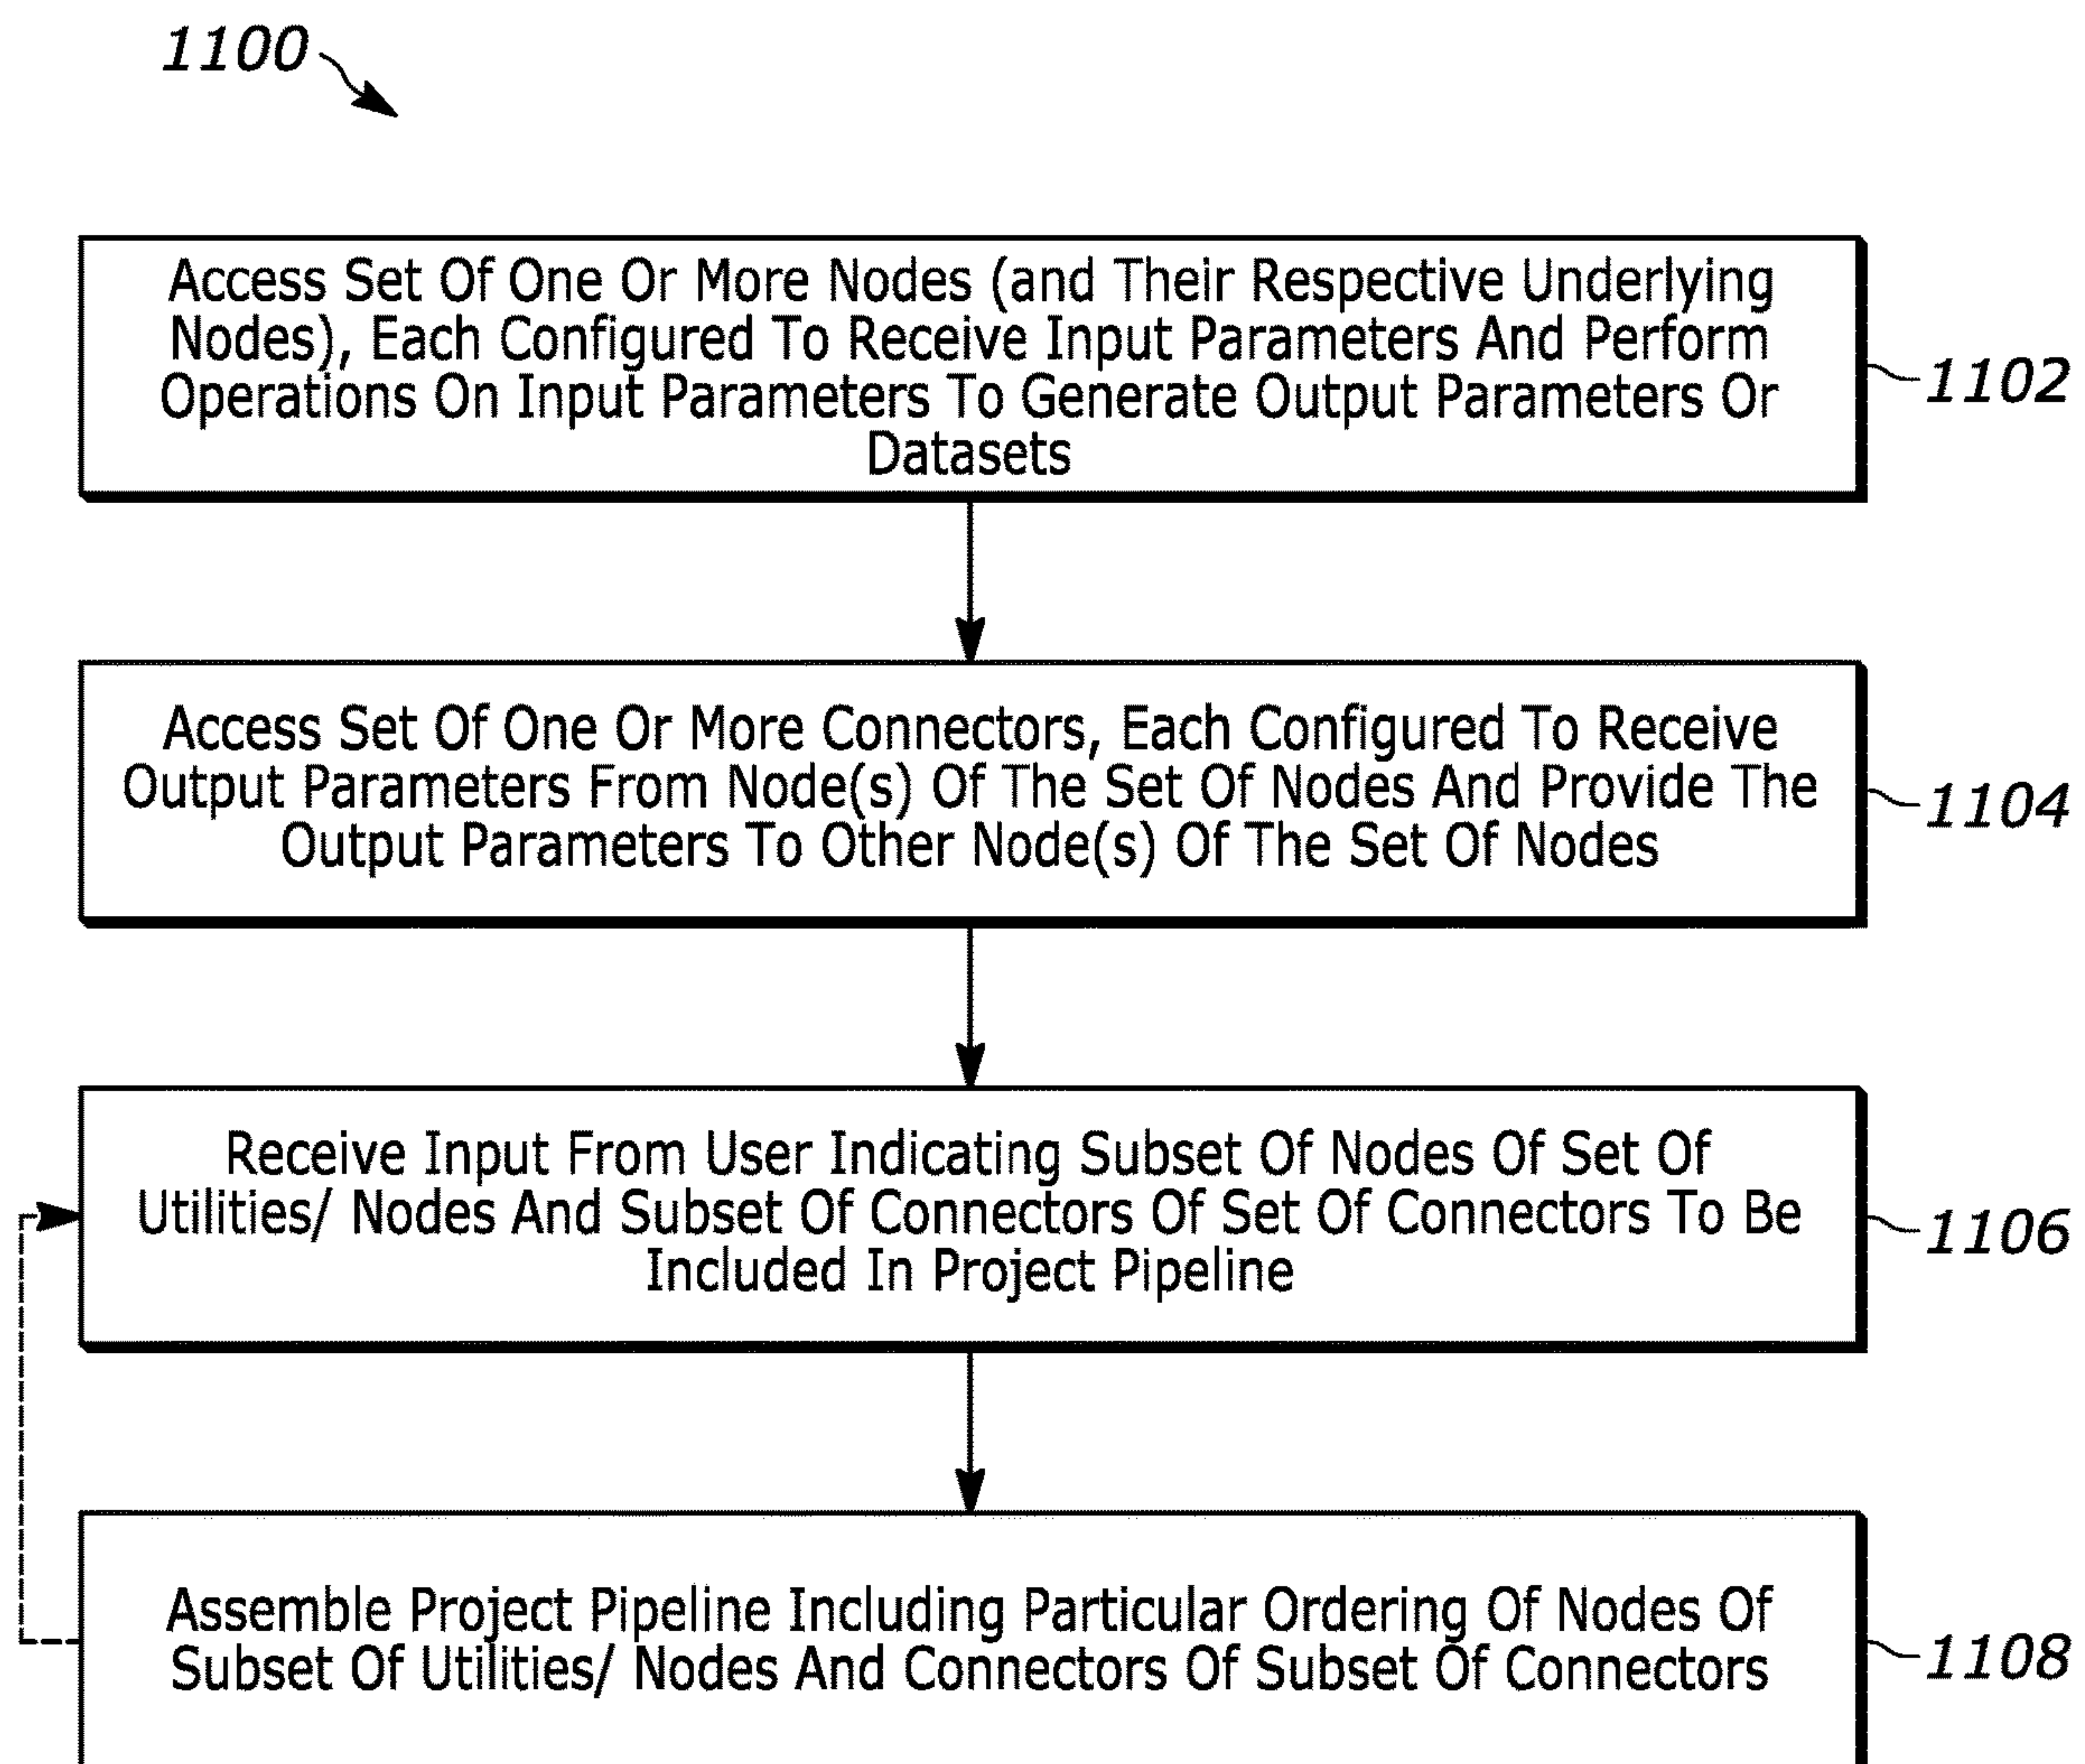 1100
Access Set Of One Or More Nodes (and Their Respective Underlying
Nodes), Each Configured To Receive Input Parameters And Perform
Operations On Input Parameters To Generate Output Parameters Or
Datasets
1102
Access Set Of One Or More Connectors, Each Configured To Receive
Output Parameters From Node(s) Of The Set Of Nodes And Provide The
Output Parameters To Other Node(s) Of The Set Of Nodes
1104
Receive Input From User Indicating Subset Of Nodes Of Set Of
Utilities/ Nodes And Subset Of Connectors Of Set Of Connectors To Be
Included In Project Pipeline
1106
Assemble Project Pipeline Including Particular Ordering Of Nodes Of
Subset Of Utilities/ Nodes And Connectors Of Subset Of Connectors
1108